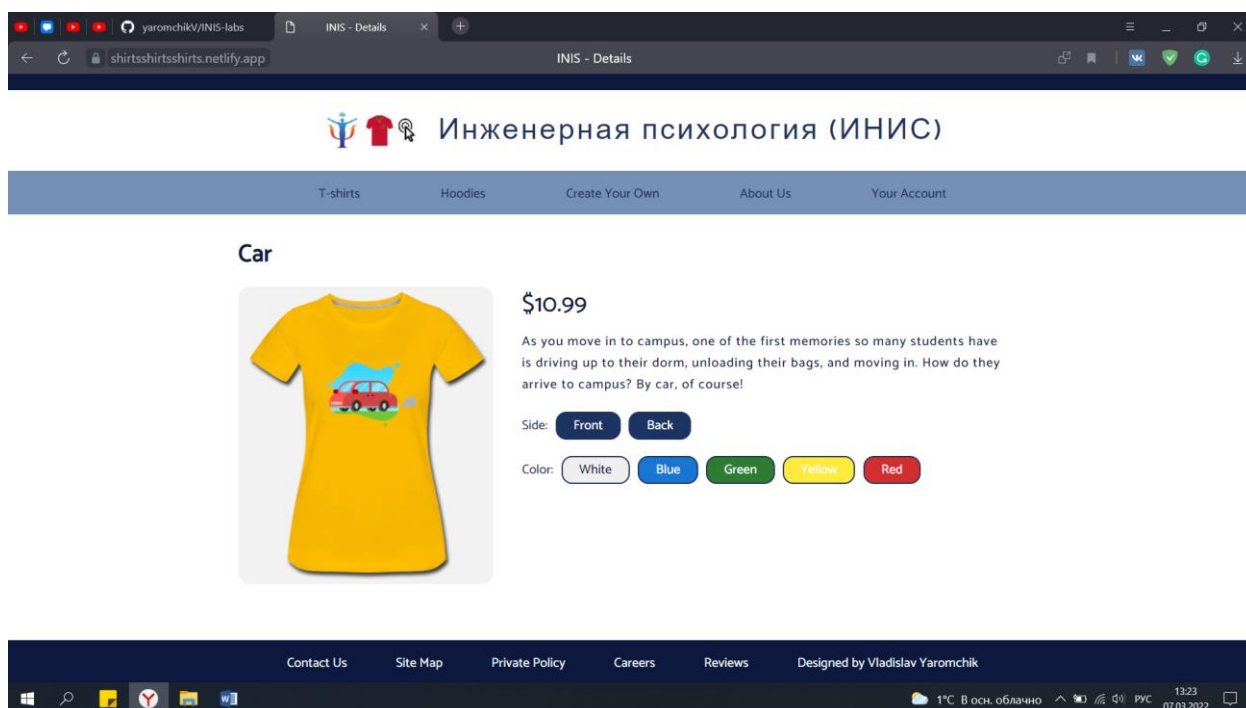 yaromchikV/INIS-labs
INIS - Details
shirtsshirtsshirts.netlify.app
INIS - Details
Инженерная психология (ИНИС)
T-shirts
Hoodies
Create Your Own
About Us
Your Account
Car
$10.99
As you move in to campus, one of the first memories so many students have
is driving up to their dorm, unloading their bags, and moving in. How do they
arrive to campus? By car, of course!
Side: Front Back
Color: White Blue Green Yellow Red
Contact Us
Site Map
Private Policy
Careers
Reviews
Designed by Vladislav Yaromchik
1°C В осн. облачно
РУС
13:23
07.03.2022